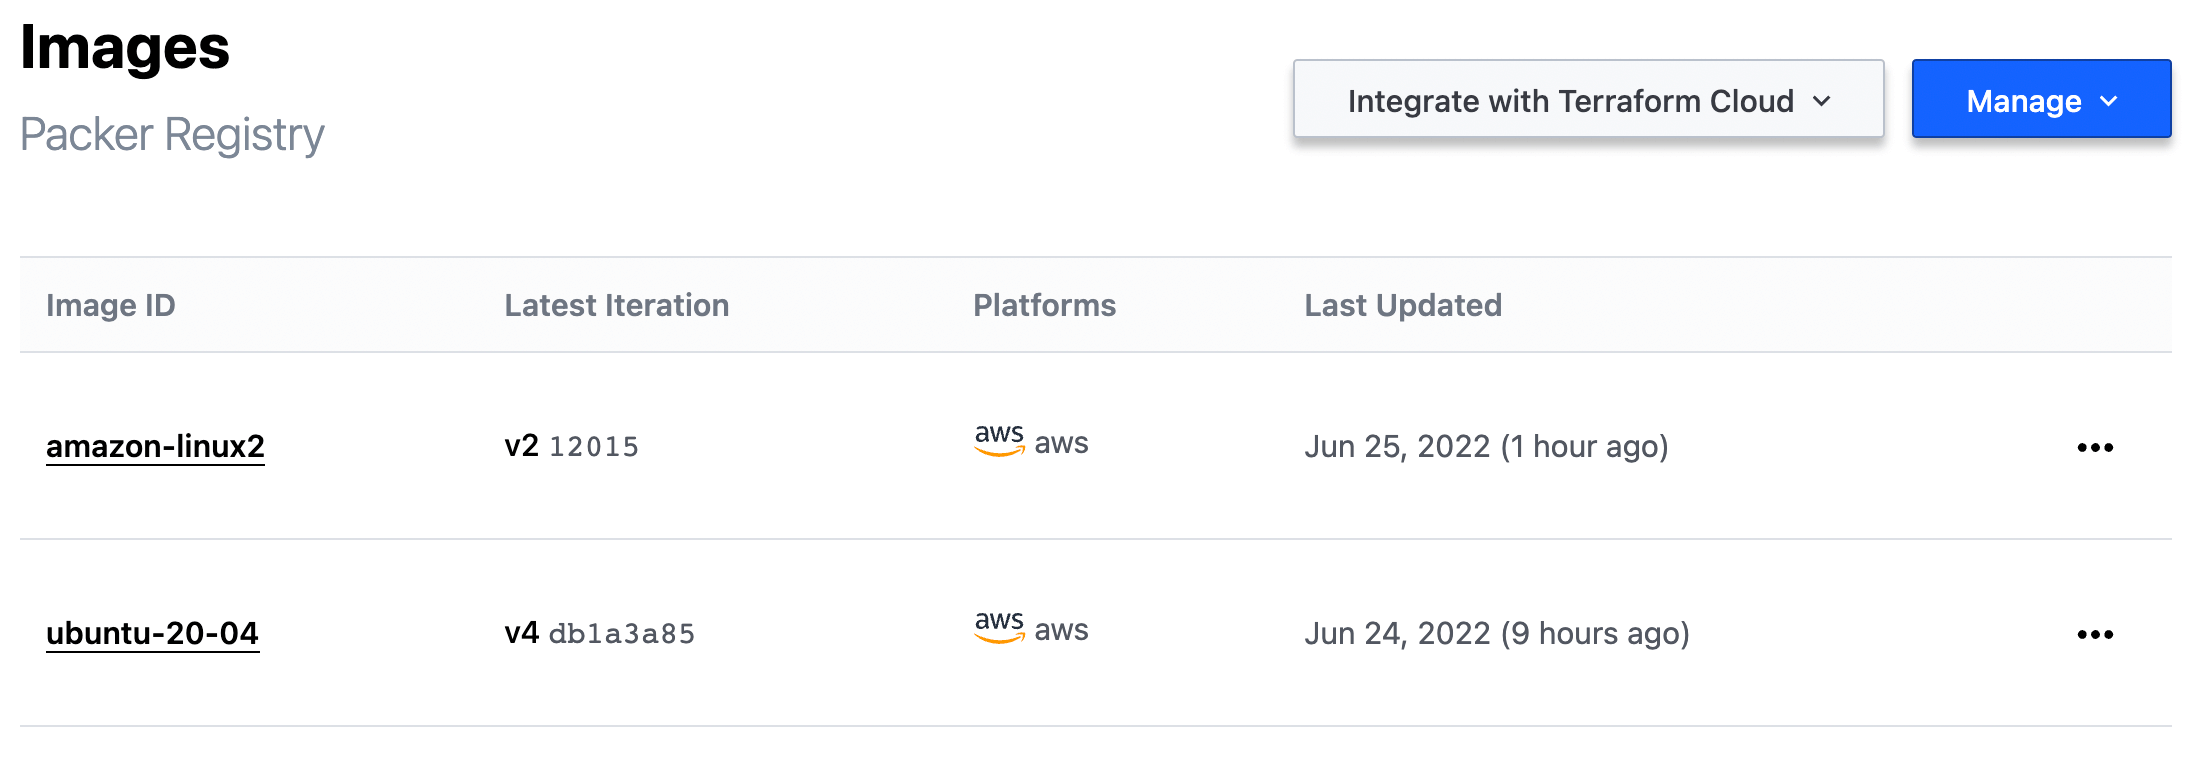 Images
Packer Registry
Integrate with Terraform Cloud
Manage
Image ID Latest Iteration Platforms Last Updated
amazon-linux2 v2 12015 aws aws Jun 25, 2022 (1 hour ago)
ubuntu-20-04 v4 db1a3a85 aws aws Jun 24, 2022 (9 hours ago)